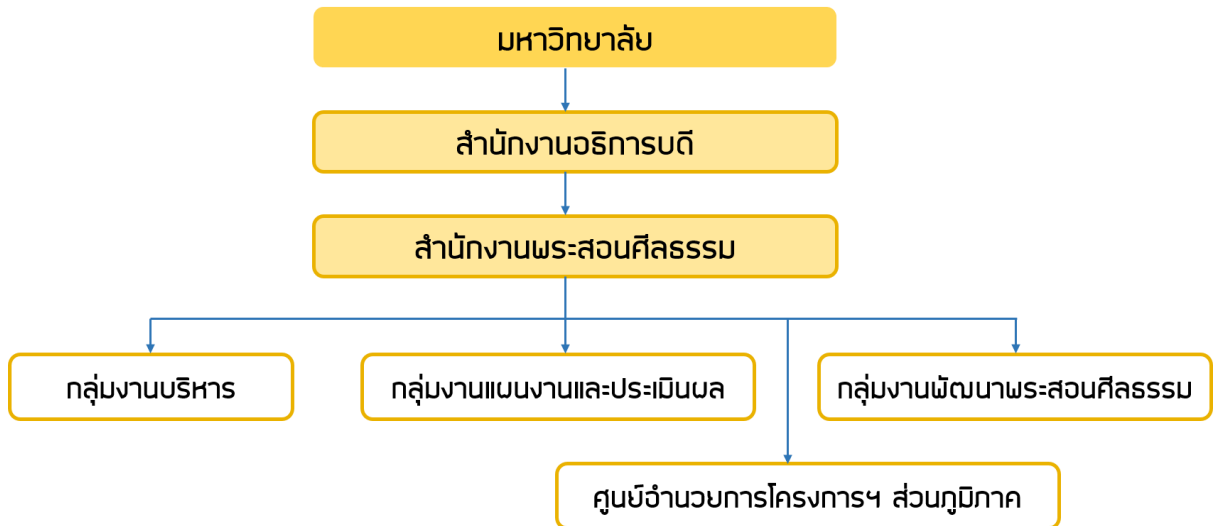 มหาวิทยาลัย
สำนักงานอธิการบดี
สำนักงานพระสอนศีลธรรม
กลุ่มงานบริหาร
กลุ่มงานแผนงานและประเมินผล
กลุ่มงานพัฒนาพระสอนศีลธรรม
ศูนย์อำนวยการโครงการฯ ส่วนภูมิภาค